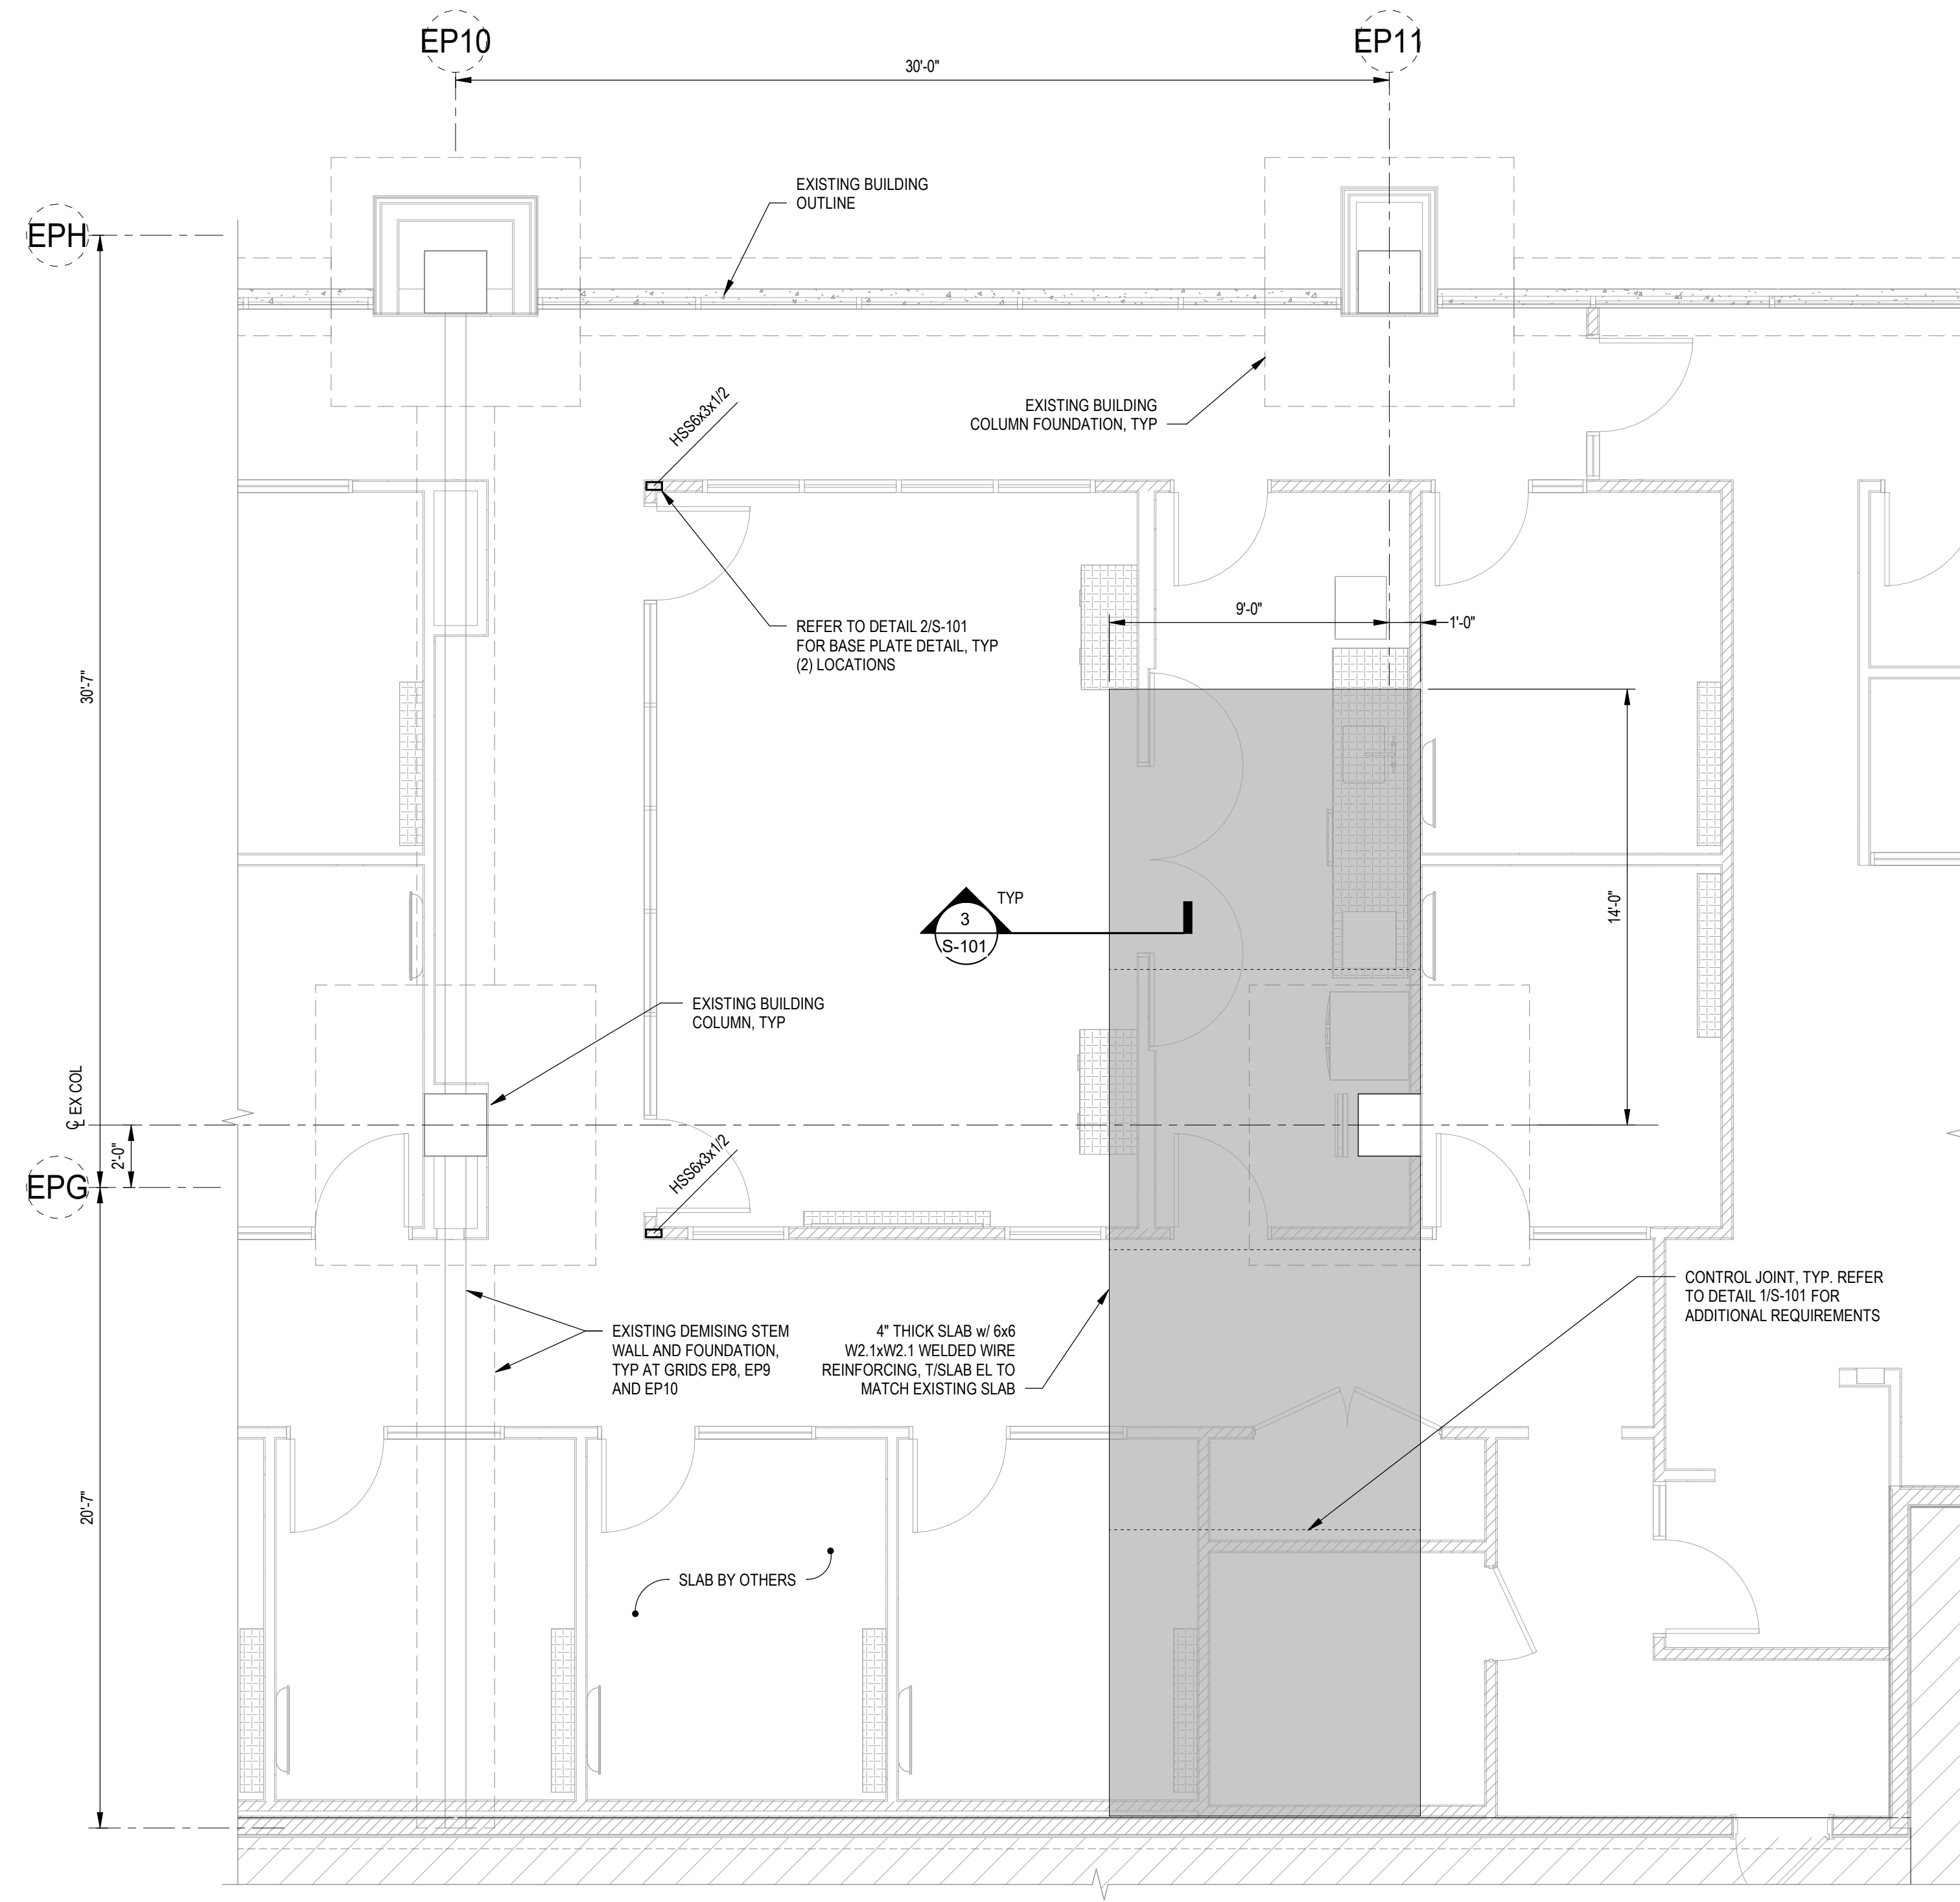 EP10
EP11
30'-0"
EXISTING BUILDING
OUTLINE
EPH
HSS6x3x1/2
EXISTING BUILDING
COLUMN FOUNDATION, TYP
9'-0"
1'-0"
REFER TO DETAIL 2/S-101
FOR BASE PLATE DETAIL, TYP
(2) LOCATIONS
30'-7"
14'-0"
TYP
3
S-101
EXISTING BUILDING
COLUMN, TYP
℄ EX COL
2'-0"
EPG
HSS6x3x1/2
CONTROL JOINT, TYP. REFER
TO DETAIL 1/S-101 FOR
ADDITIONAL REQUIREMENTS
EXISTING DEMISING STEM
WALL AND FOUNDATION,
TYP AT GRIDS EP8, EP9
AND EP10
4" THICK SLAB w/ 6x6
W2.1xW2.1 WELDED WIRE
REINFORCING, T/SLAB EL TO
MATCH EXISTING SLAB
20'-7"
SLAB BY OTHERS